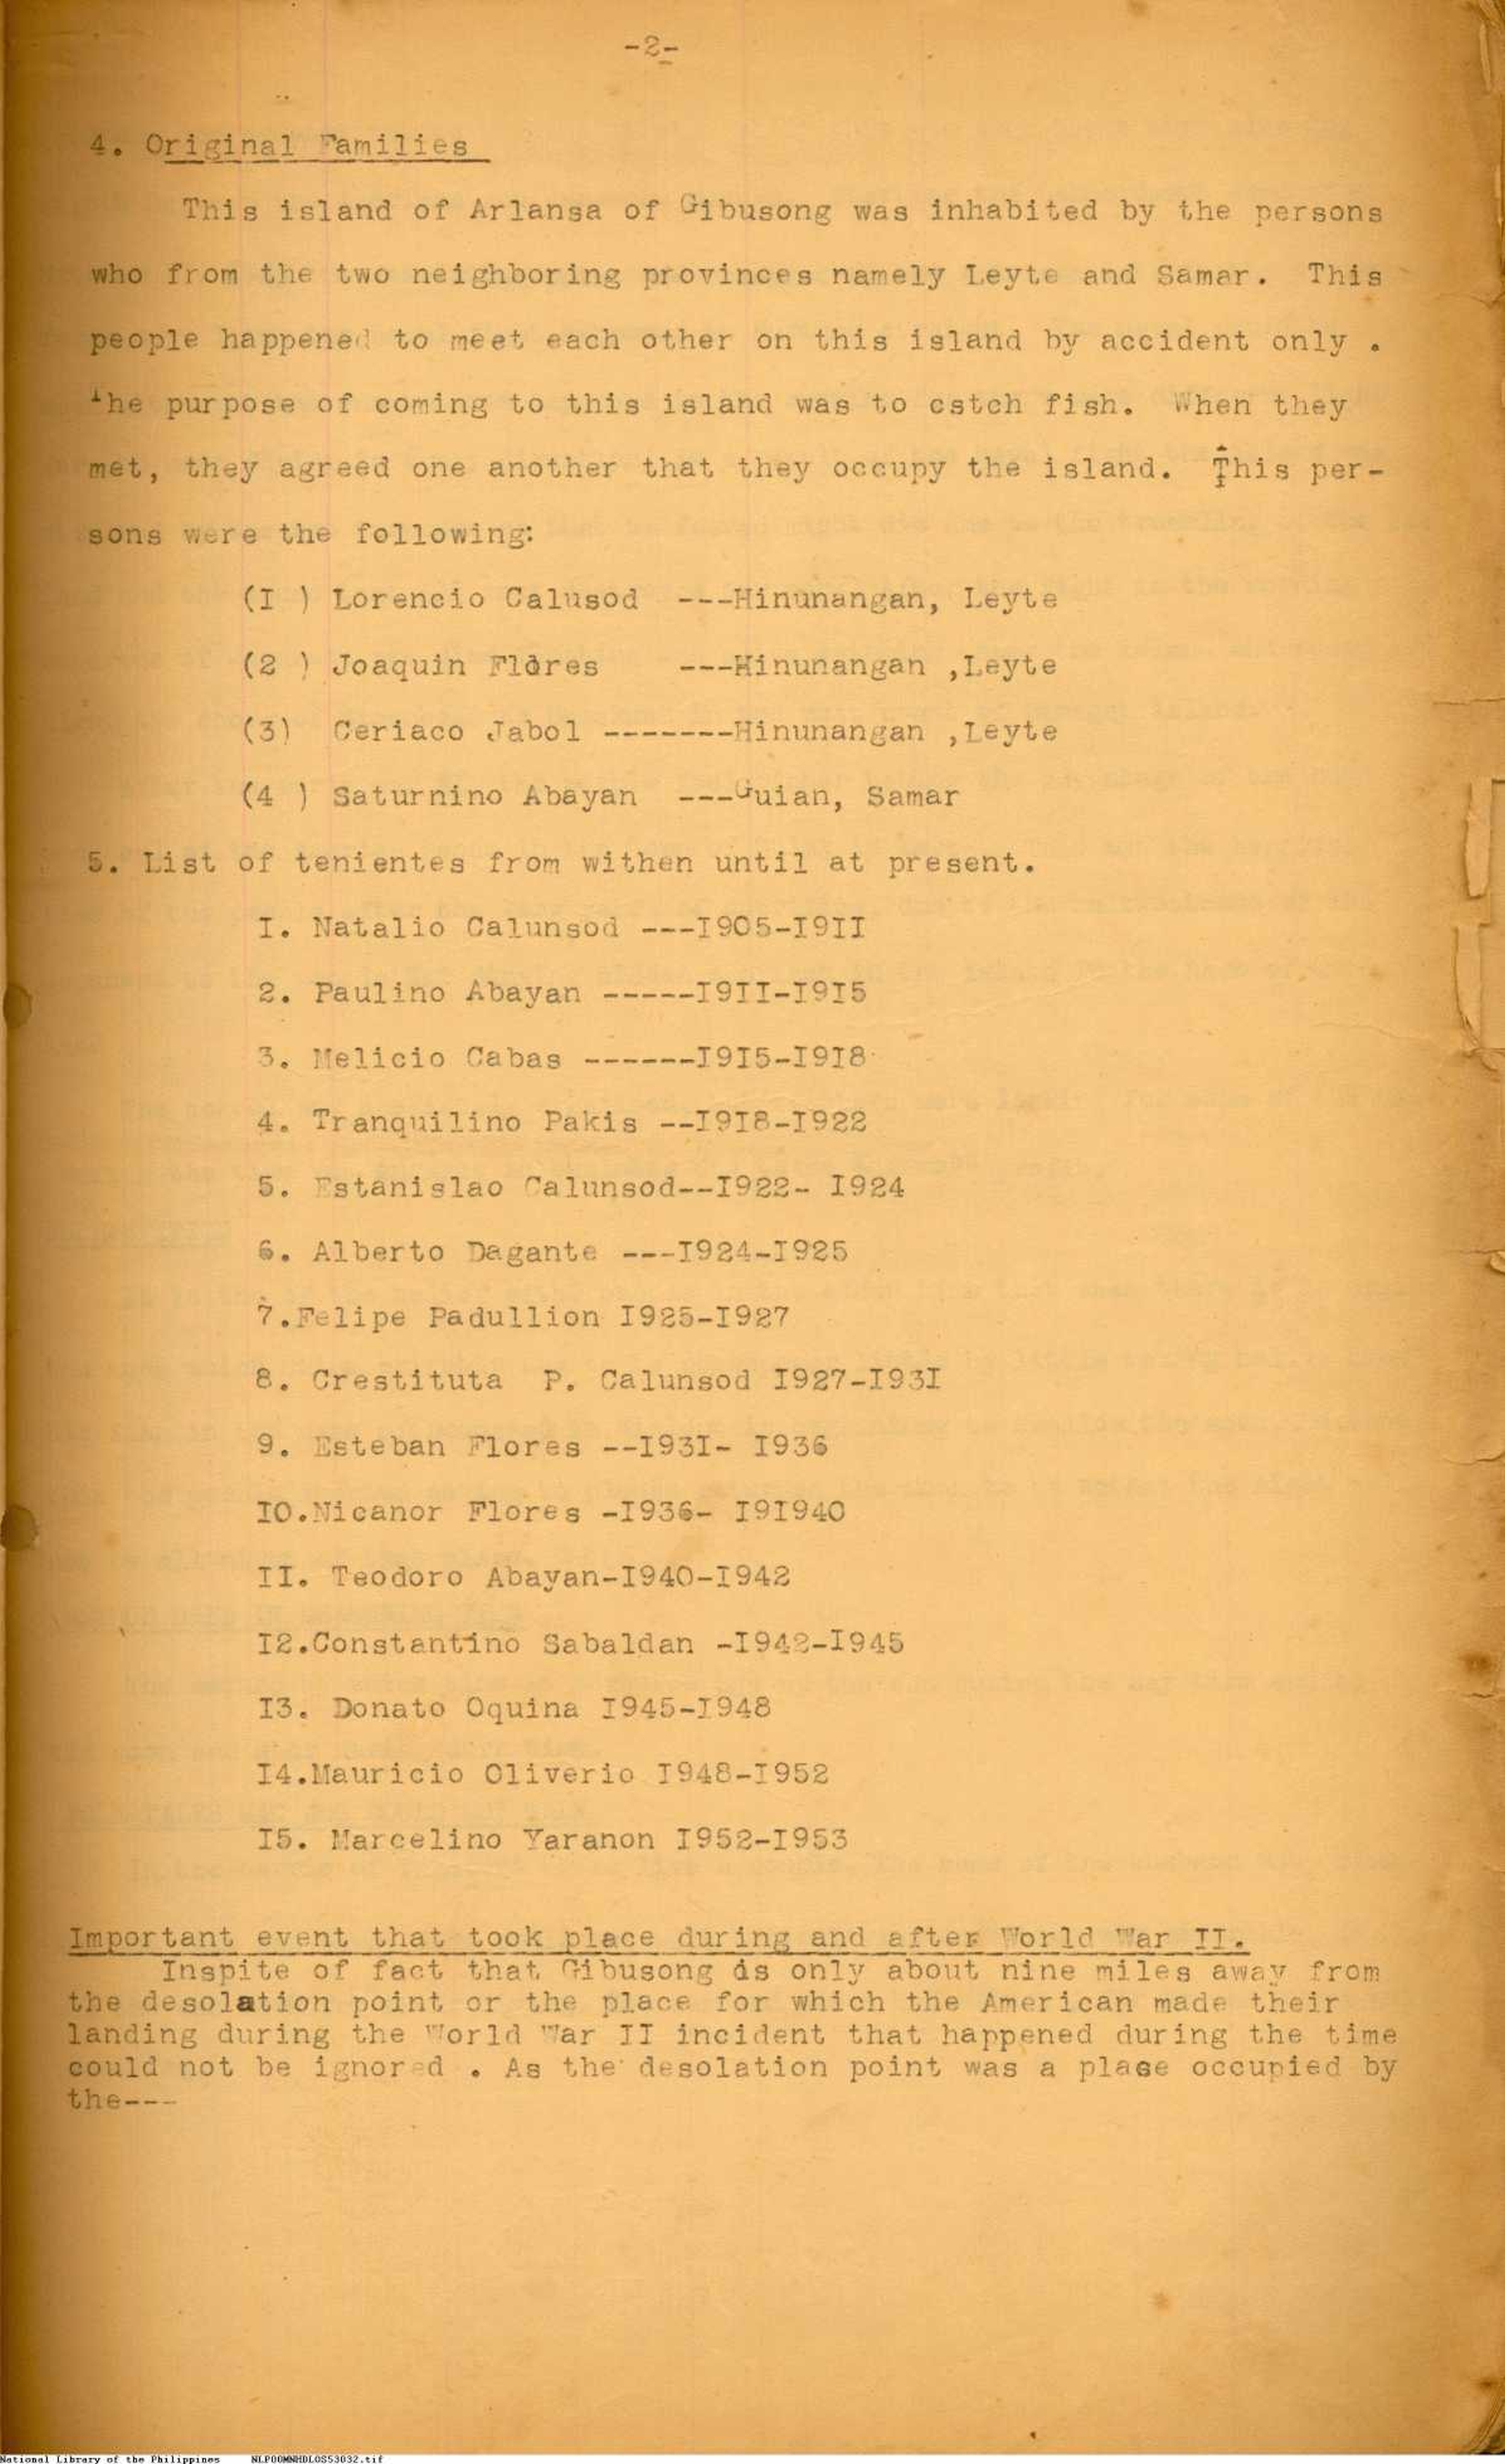 -2-
4. Original Families
This island of Arlansa of Gibusong was inhabited by the persons
who from the two neighboring provinces namely Leyte and Samar. This
people happened to meet each other on this island by accident only .
The purpose of coming to this island was to cstch fish. When they
met, they agreed one another that they occupy the island. This per-
sons were the following:
(I ) Lorencio Calusod ---Hinunangan, Leyte
(2 ) Joaquin Flores ---Hinunangan ,Leyte
(3) Ceriaco Jabol -------Hinunangan ,Leyte
(4 ) Saturnino Abayan ---Guian, Samar
5. List of tenientes from withen until at present.
I. Natalio Calunsod ---I905-I9II
2. Paulino Abayan -----I9II-I9I5
3. Melicio Cabas ------I9I5-I9I8
4. Tranquilino Pakis --I9I8-I922
5. Estanislao Calunsod--I922- I924
6. Alberto Dagante ---I924-I925
7.Felipe Padullion I925-I927
8. Crestituta P. Calunsod I927-I93I
9. Esteban Flores --I93I- I936
IO.Nicanor Flores -I936- I9I940
II. Teodoro Abayan-I940-I942
I2.Constantino Sabaldan -I942-I945
I3. Donato Oquina I945-I948
I4.Mauricio Oliverio I948-I952
I5. Marcelino Yaranon I952-I953
Important event that took place during and after World War II.
Inspite of fact that Gibusong is only about nine miles away from
the desolation point or the place for which the American made their
landing during the World War II incident that happened during the time
could not be ignored . As the desolation point was a place occupied by
the---
National Library of the Philippines NLP00MNHDLOS53032.tif